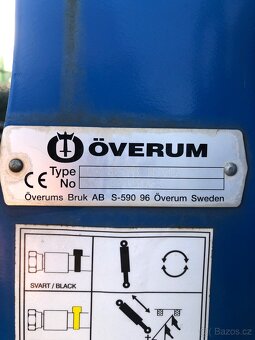 ÖVERUM
CE Type
No
Överums Bruk AB S-590 96 Överum Sweden
SVART / BLACK